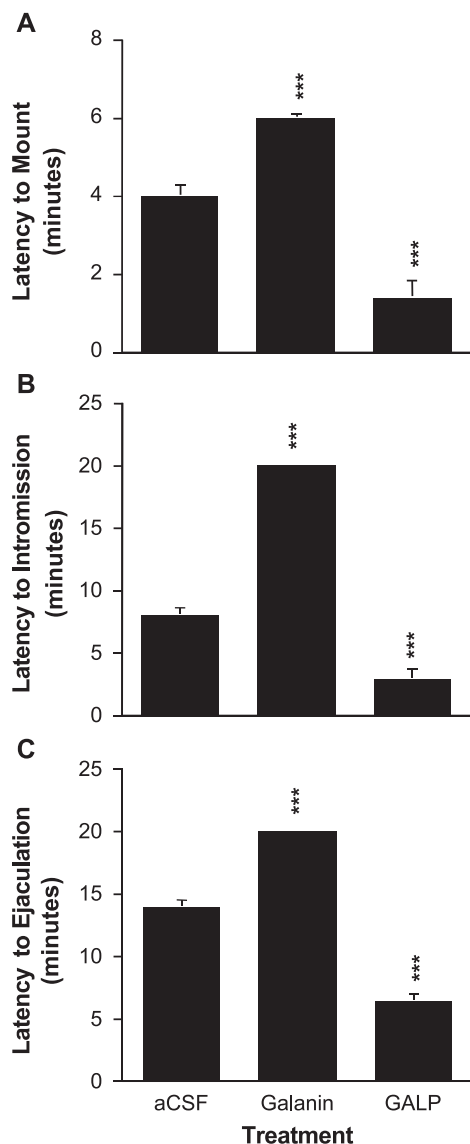 A
Latency to Mount
(minutes)
8
6
4
2
0
***
***
B
Latency to Intromission
(minutes)
25
20
15
10
5
0
***
***
C
Latency to Ejaculation
(minutes)
25
20
15
10
5
0
***
***
aCSF Galanin GALP
Treatment